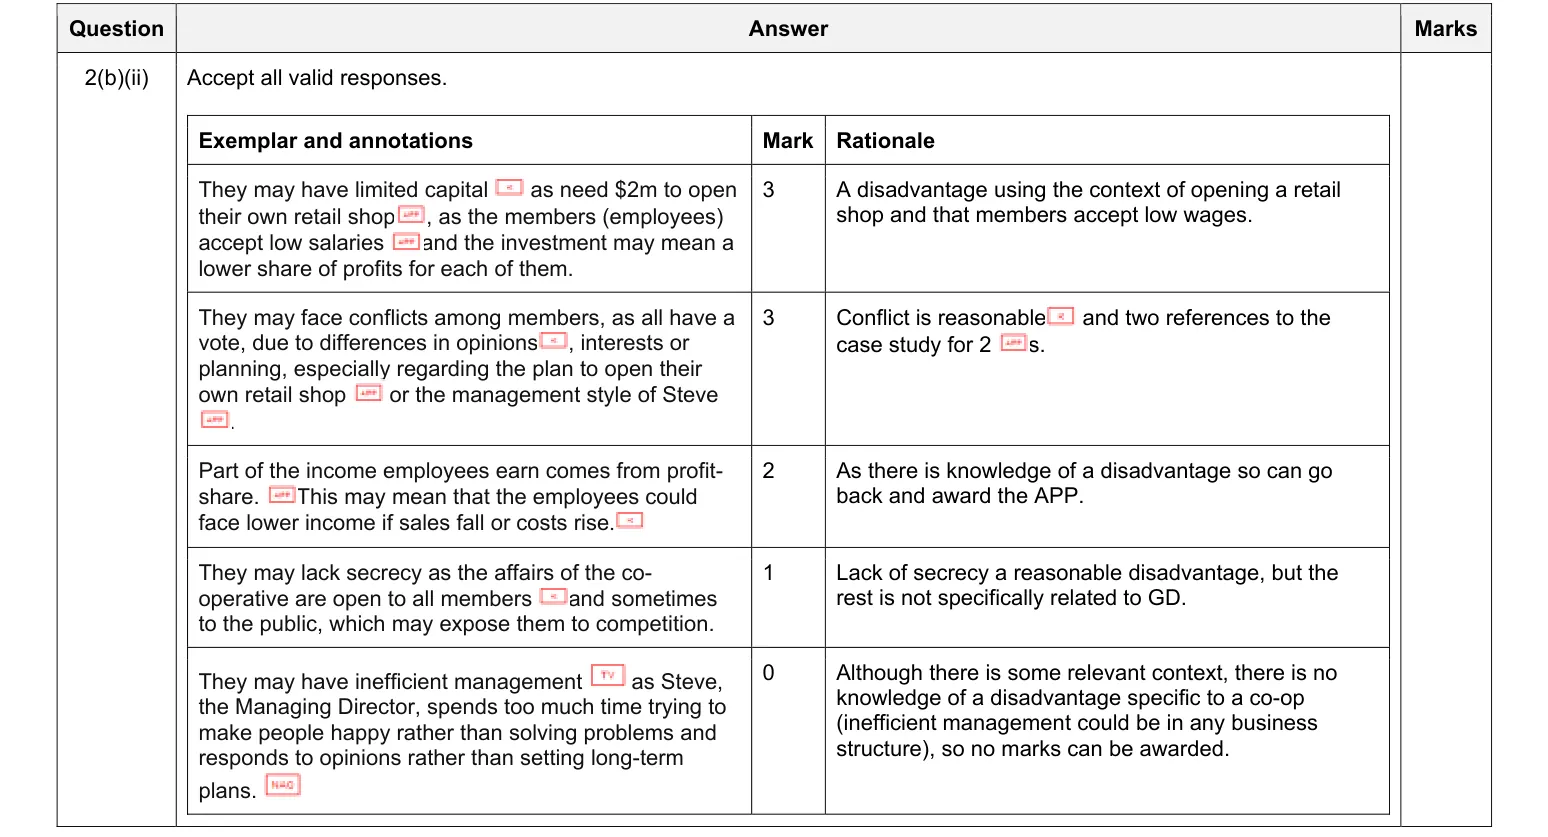 Question Answer Marks
2(b)(ii) Accept all valid responses.
Exemplar and annotations Mark Rationale
They may have limited capital K as need $2m to open
their own retail shop APP, as the members (employees)
accept low salaries APP and the investment may mean a
lower share of profits for each of them.
3
A disadvantage using the context of opening a retail
shop and that members accept low wages.
They may face conflicts among members, as all have a
vote, due to differences in opinions K, interests or
planning, especially regarding the plan to open their
own retail shop APP or the management style of Steve
APP.
3
Conflict is reasonable K and two references to the
case study for 2 APPs.
Part of the income employees earn comes from profit-
share. APP This may mean that the employees could
face lower income if sales fall or costs rise. K
2
As there is knowledge of a disadvantage so can go
back and award the APP.
They may lack secrecy as the affairs of the co-
operative are open to all members K and sometimes
to the public, which may expose them to competition.
1
Lack of secrecy a reasonable disadvantage, but the
rest is not specifically related to GD.
They may have inefficient management TV as Steve,
the Managing Director, spends too much time trying to
make people happy rather than solving problems and
responds to opinions rather than setting long-term
plans. NAQ
0
Although there is some relevant context, there is no
knowledge of a disadvantage specific to a co-op
(inefficient management could be in any business
structure), so no marks can be awarded.